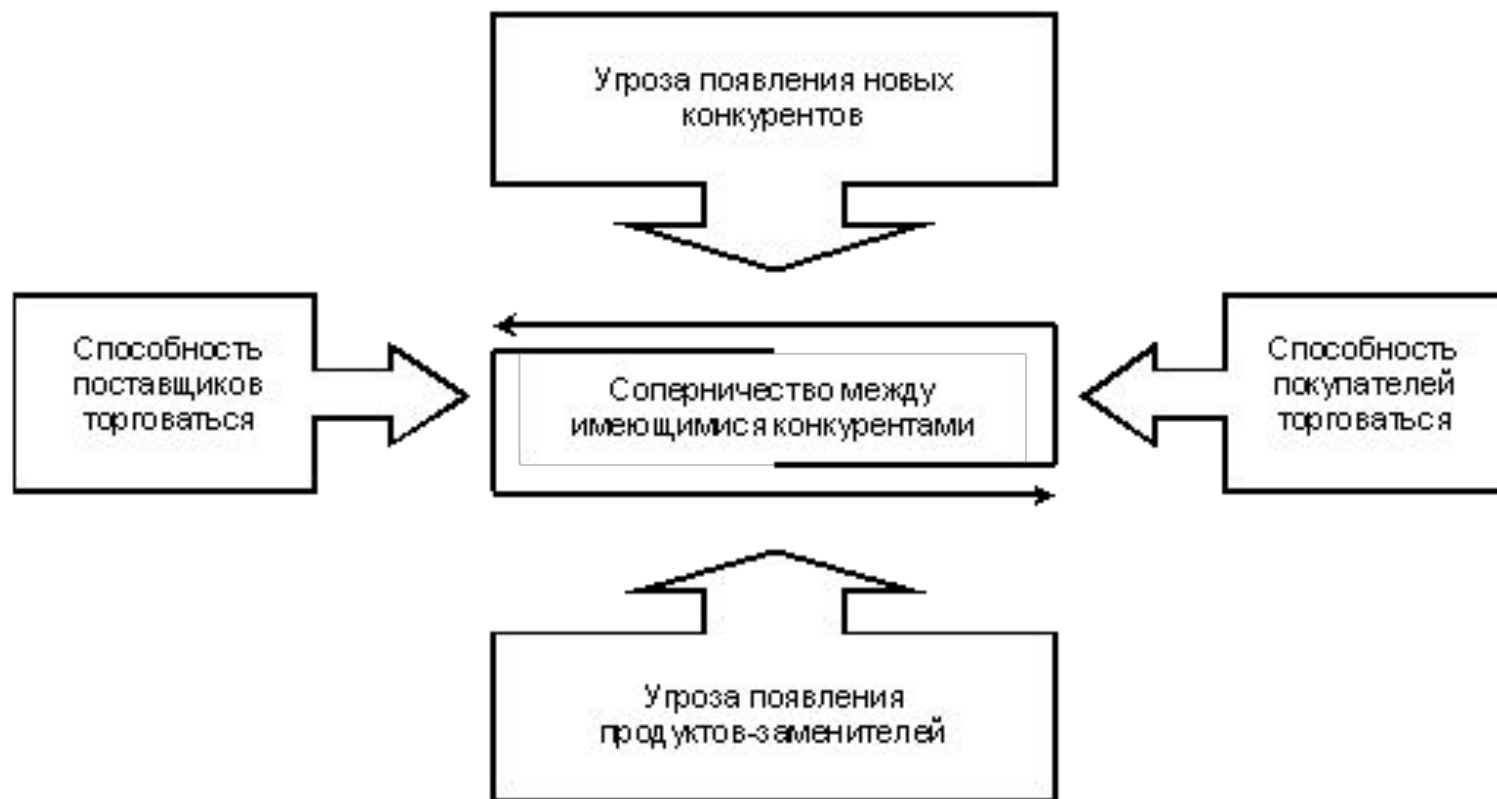 Угроза появления новых
конкурентов
Способность
поставщиков
торговаться
Соперничество между
имеющимися конкурентами
Способность
покупателей
торговаться
Угроза появления
продуктов-заменителей